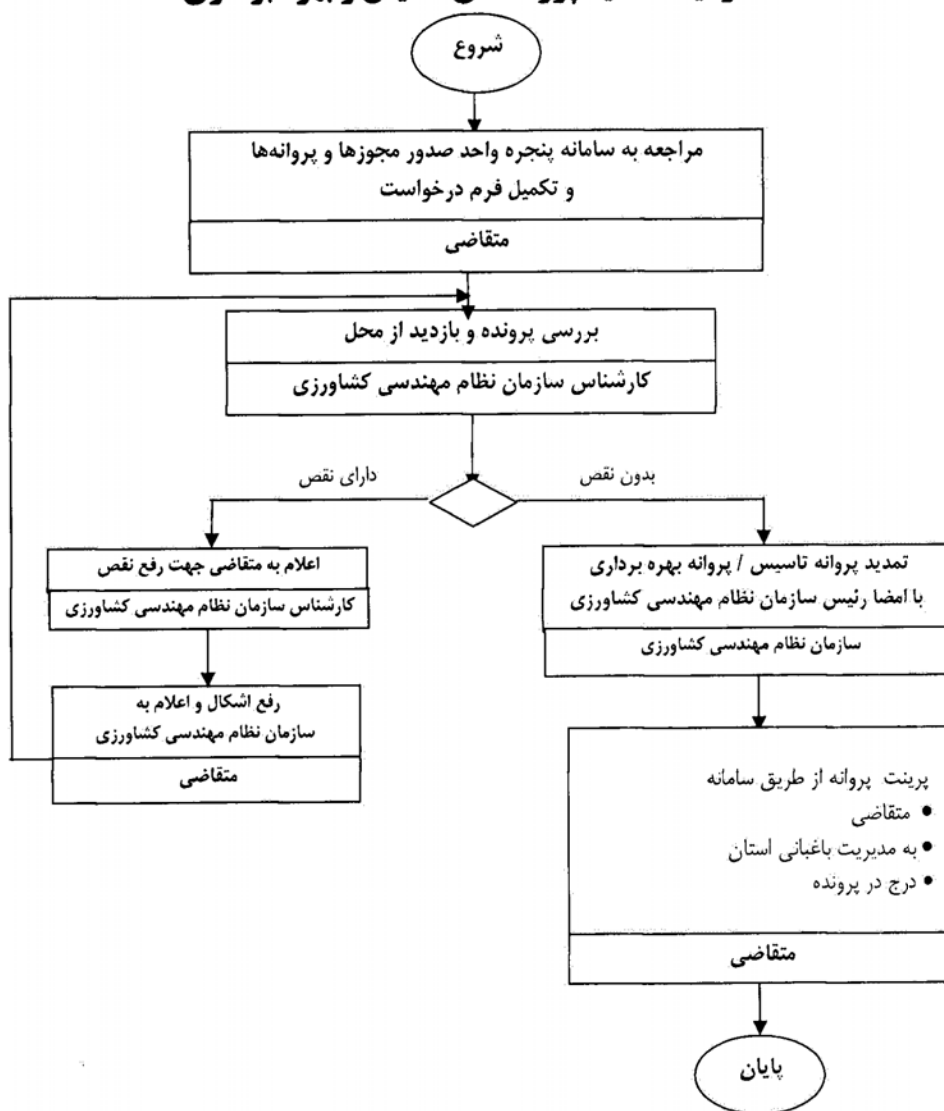 شروع
مراجعه به سامانه پنجره واحد صدور مجوزها و پروانه‌ها
و تکمیل فرم درخواست
متقاضی
بررسی پرونده و بازدید از محل
کارشناس سازمان نظام مهندسی کشاورزی
بدون نقص
دارای نقص
تمدید پروانه تاسیس / پروانه بهره برداری
با امضا رئیس سازمان نظام مهندسی کشاورزی
سازمان نظام مهندسی کشاورزی
اعلام به متقاضی جهت رفع نقص
کارشناس سازمان نظام مهندسی کشاورزی
رفع اشکال و اعلام به
سازمان نظام مهندسی کشاورزی
متقاضی
پرینت پروانه از طریق سامانه
• متقاضی
• به مدیریت باغبانی استان
• درج در پرونده
متقاضی
پایان